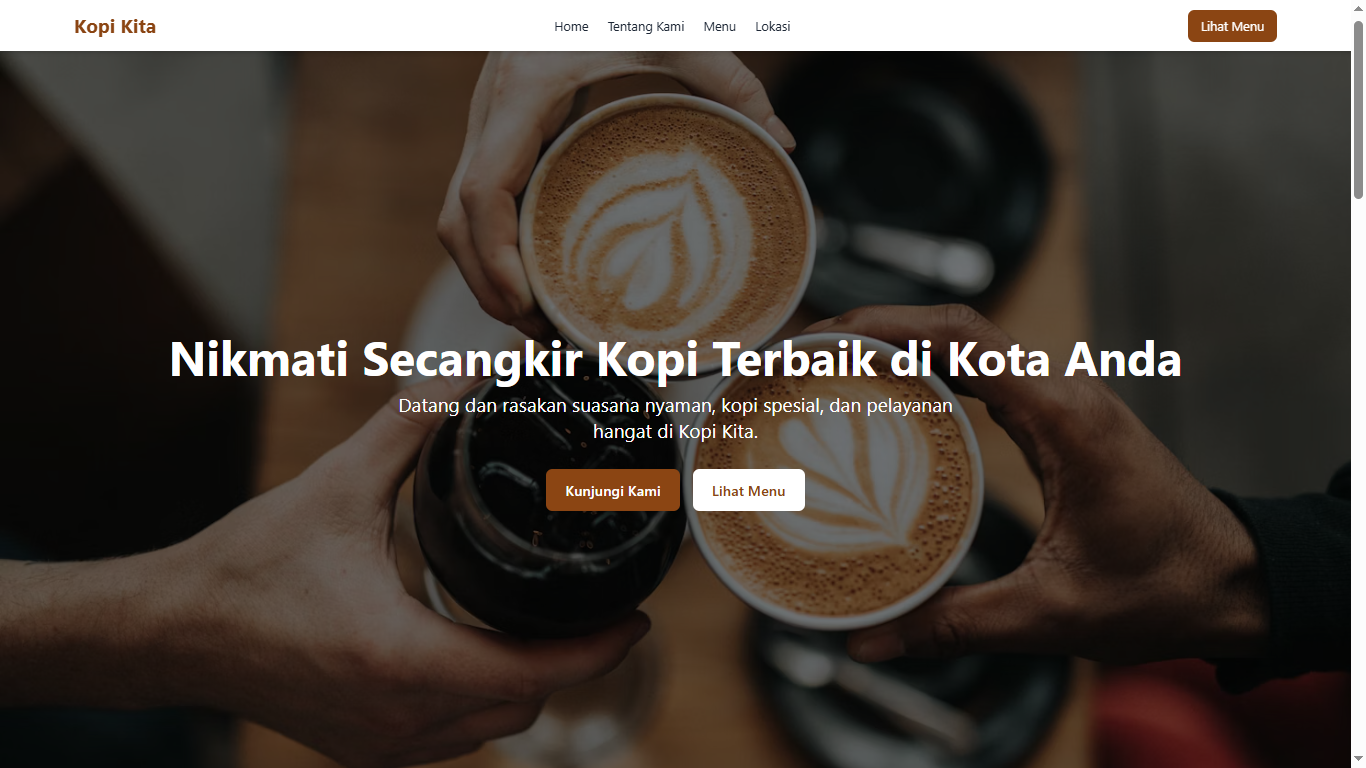 Kopi Kita
Home
Tentang Kami
Menu
Lokasi
Lihat Menu
Nikmati Secangkir Kopi Terbaik di Kota Anda
Datang dan rasakan suasana nyaman, kopi spesial, dan pelayanan
hangat di Kopi Kita.
Kunjungi Kami
Lihat Menu